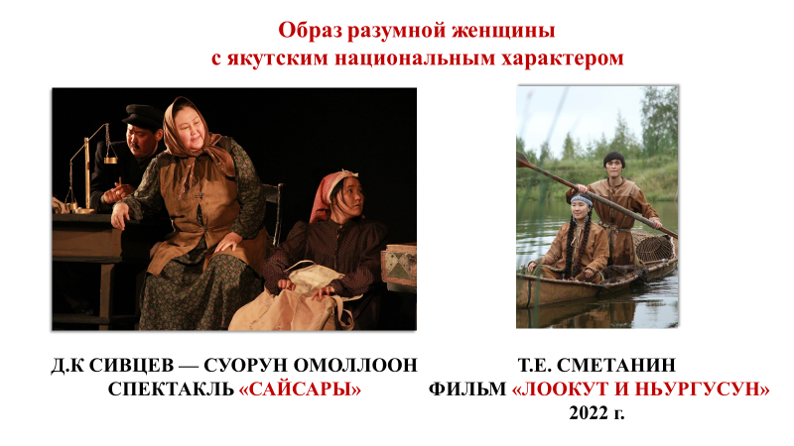 Образ разумной женщины
с якутским национальным характером
Д.К СИВЦЕВ — СУОРУН ОМОЛЛООН
СПЕКТАКЛЬ «САЙСАРЫ»
Т.Е. СМЕТАНИН
ФИЛЬМ «ЛООКУТ И НЬУРГУСУН»
2022 г.